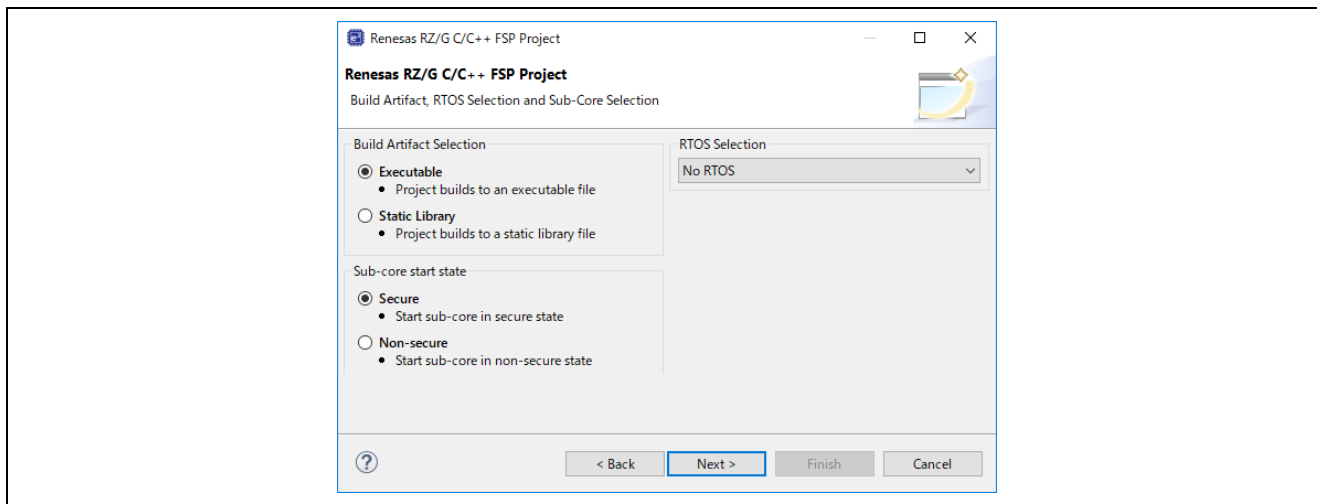 Renesas RZ/G C/C++ FSP Project
Renesas RZ/G C/C++ FSP Project
Build Artifact, RTOS Selection and Sub-Core Selection
Build Artifact Selection
Executable
• Project builds to an executable file
Static Library
• Project builds to a static library file
RTOS Selection
No RTOS
Sub-core start state
Secure
• Start sub-core in secure state
Non-secure
• Start sub-core in non-secure state
?
< Back
Next >
Finish
Cancel